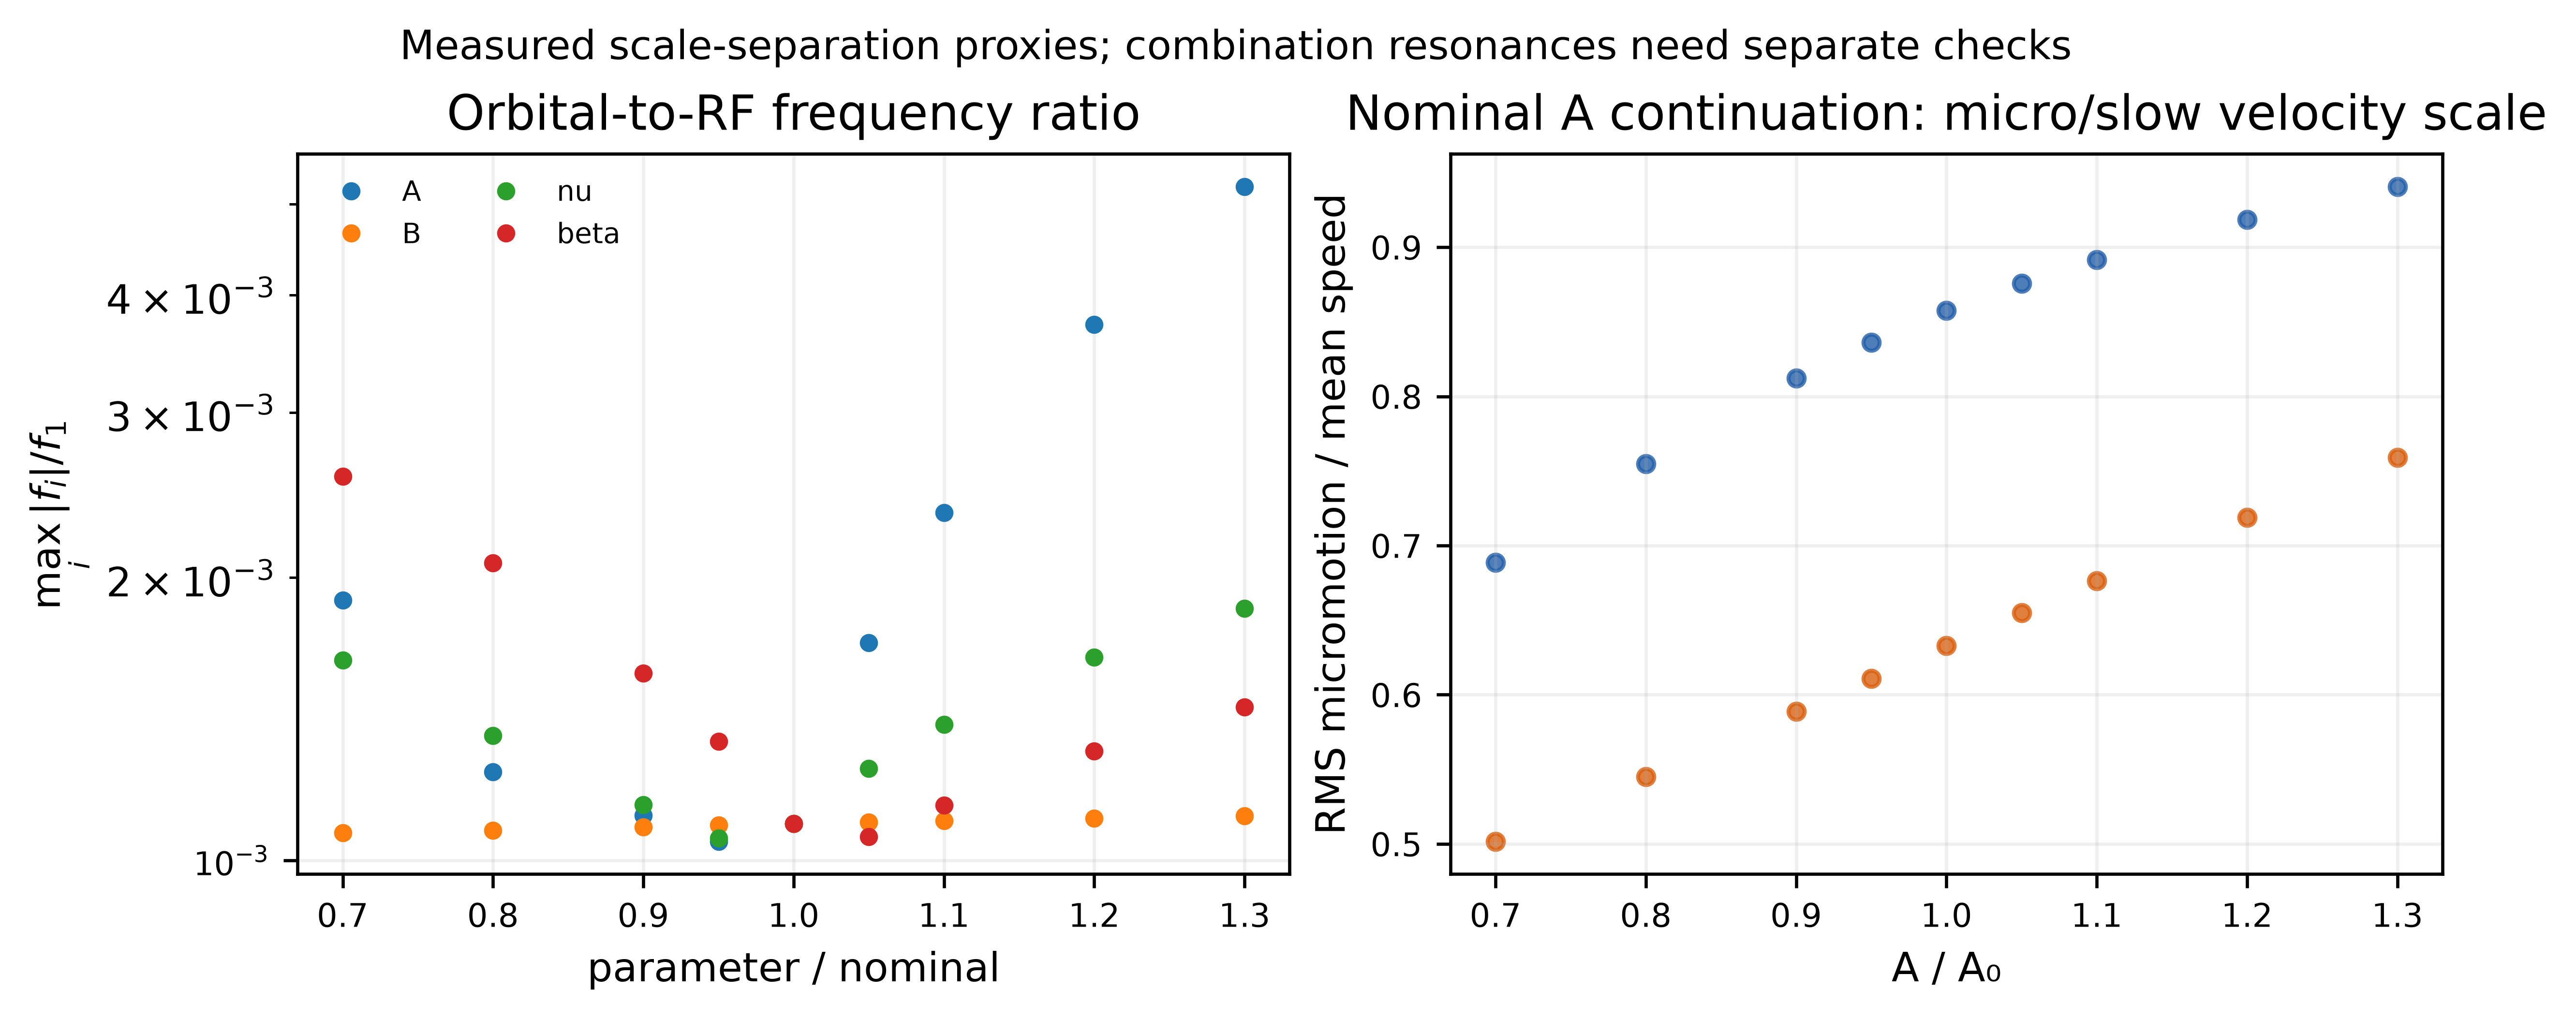 Measured scale-separation proxies; combination resonances need separate checks
Orbital-to-RF frequency ratio
A
B
nu
beta
4 × 10⁻³
3 × 10⁻³
2 × 10⁻³
10⁻³
max |fᵢ|/f₁
i
0.7 0.8 0.9 1.0 1.1 1.2 1.3
parameter / nominal
Nominal A continuation: micro/slow velocity scale
0.9
0.8
0.7
0.6
0.5
RMS micromotion / mean speed
0.7 0.8 0.9 1.0 1.1 1.2 1.3
A / A₀